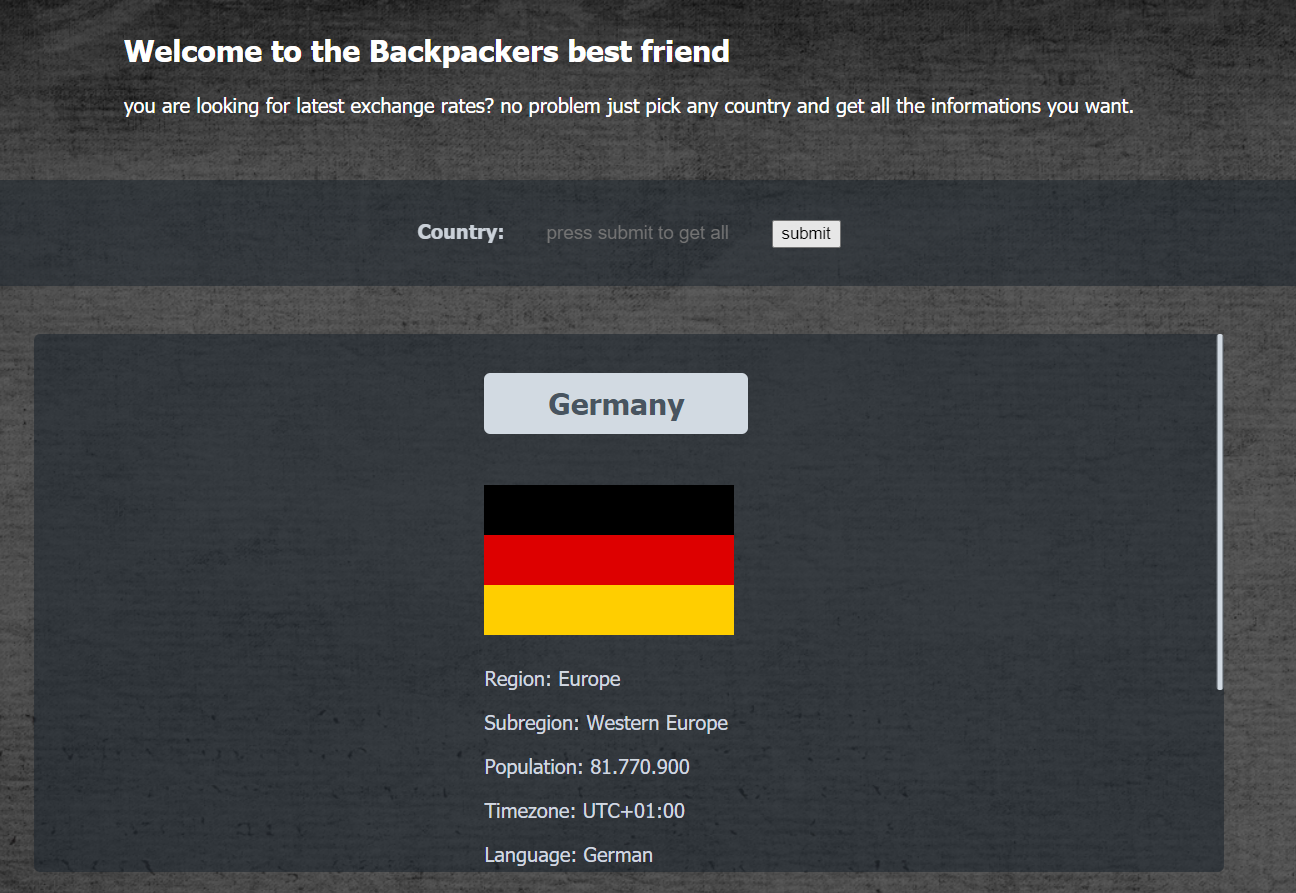 Welcome to the Backpackers best friend
you are looking for latest exchange rates? no problem just pick any country and get all the informations you want.
Country: press submit to get all submit
Germany
Region: Europe
Subregion: Western Europe
Population: 81.770.900
Timezone: UTC+01:00
Language: German